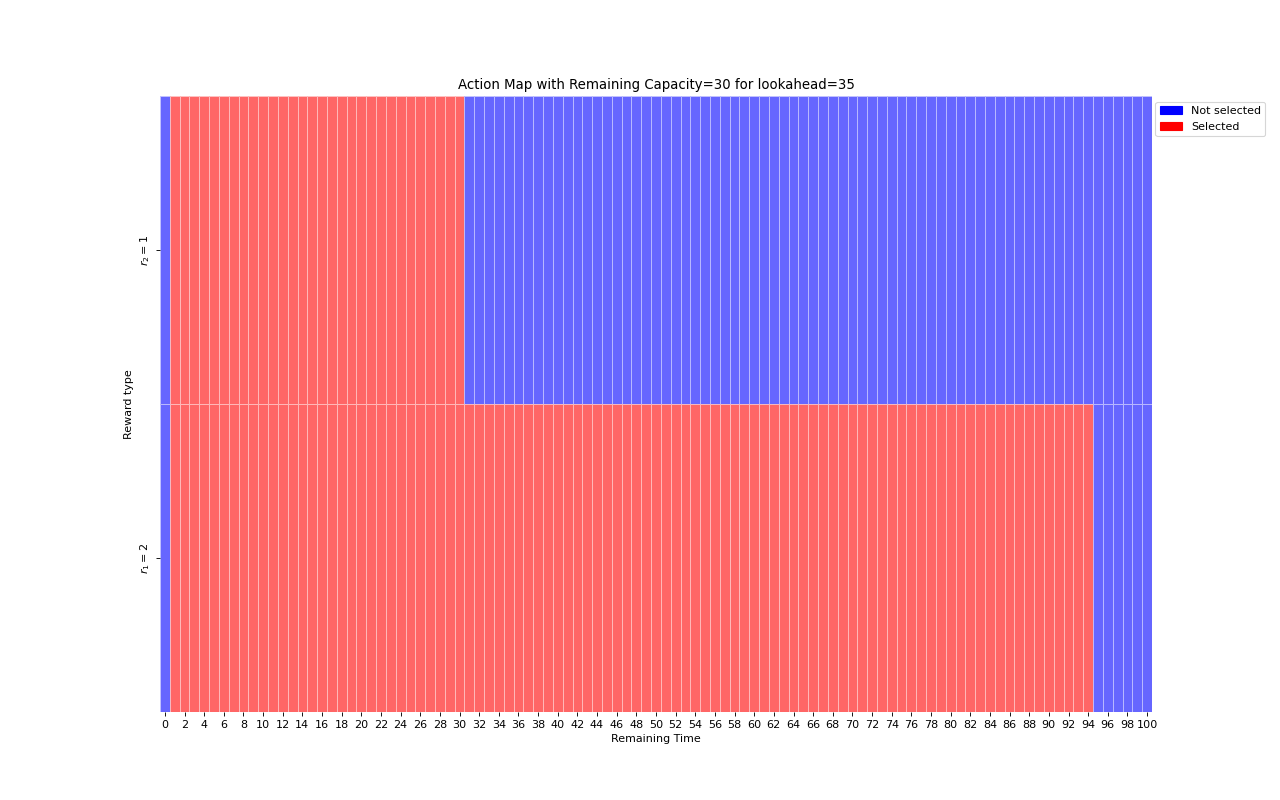 Action Map with Remaining Capacity=30 for lookahead=35
Not selected
Selected
r₂ = 1
Reward type
r₁ = 2
0 2 4 6 8 10 12 14 16 18 20 22 24 26 28 30 32 34 36 38 40 42 44 46 48 50 52 54 56 58 60 62 64 66 68 70 72 74 76 78 80 82 84 86 88 90 92 94 96 98 100
Remaining Time